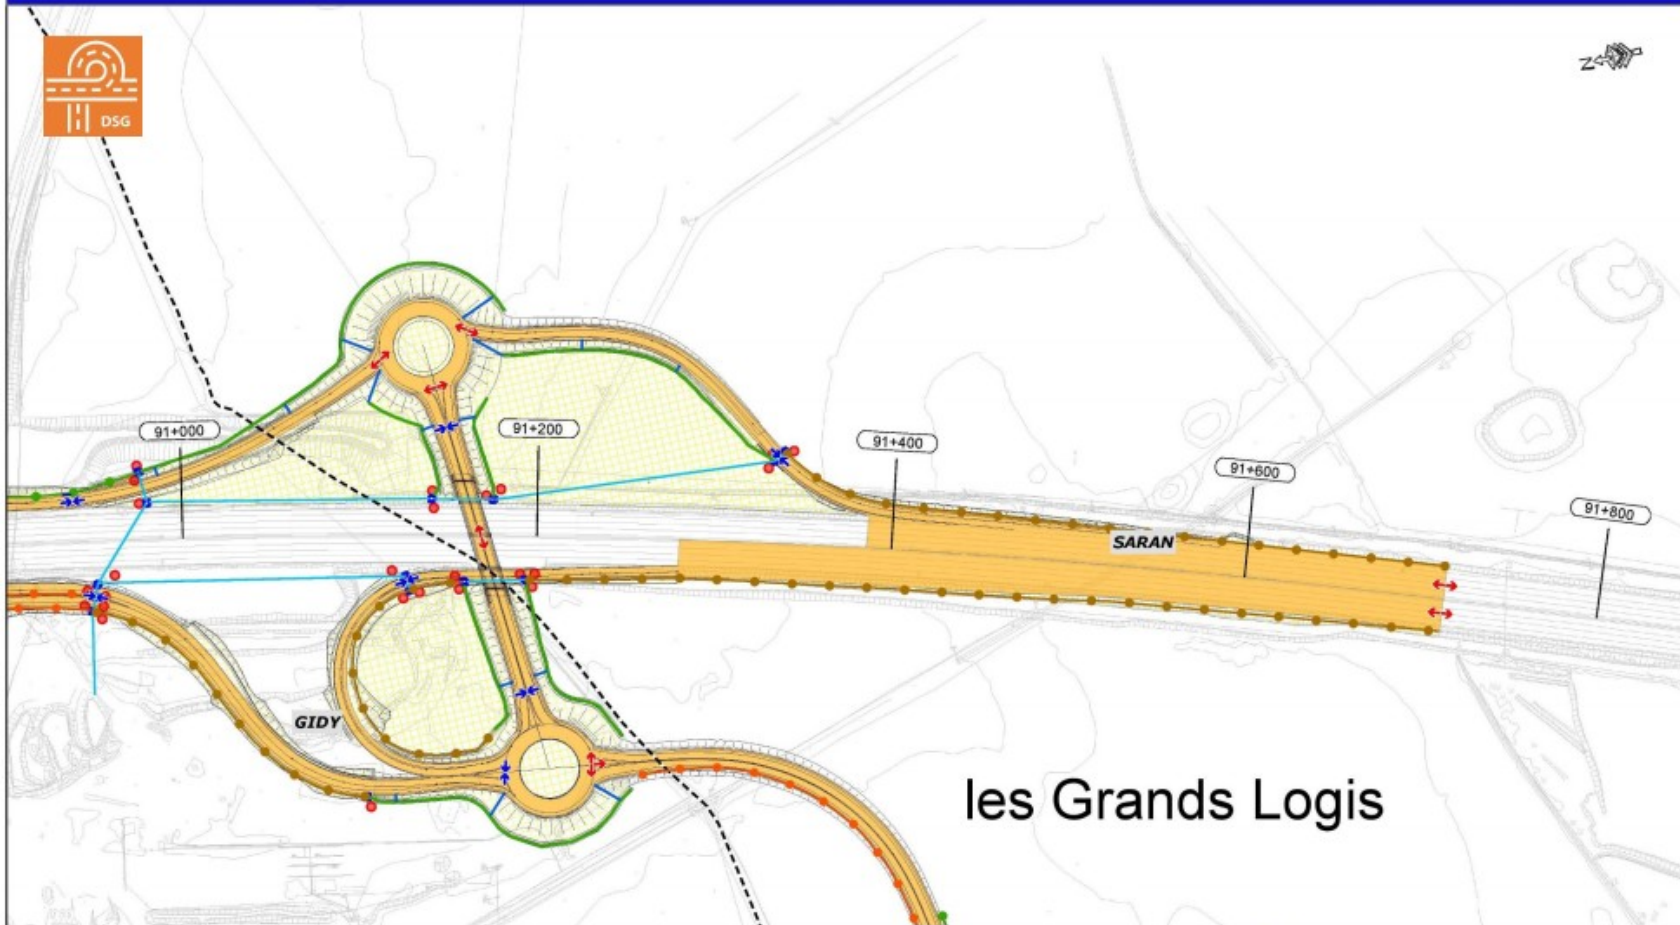 DSG
Z
91+000
91+200
91+400
91+600
91+800
SARAN
GIDY
les Grands Logis